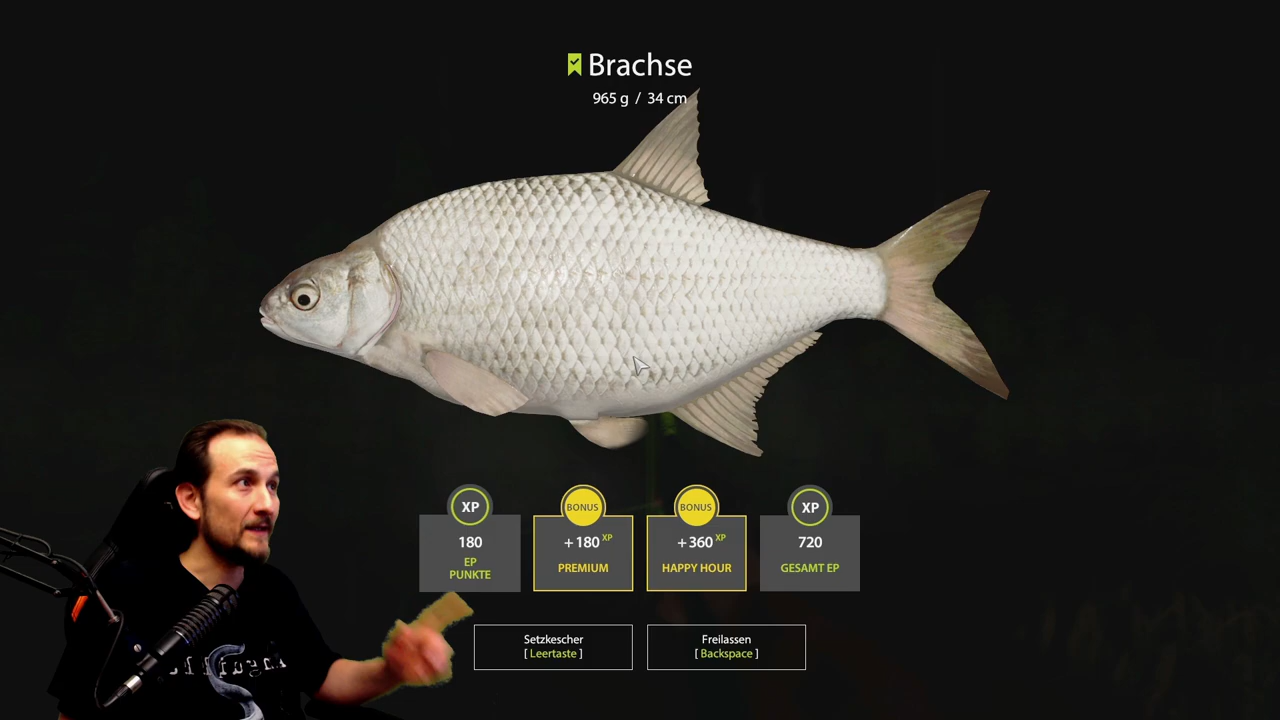 Brachse
965 g / 34 cm
XP
BONUS
BONUS
XP
180
+180 XP
+360 XP
720
EP
PUNKTE
PREMIUM
HAPPY HOUR
GESAMT EP
Setzkescher
[ Leertaste ]
Freilassen
[ Backspace ]